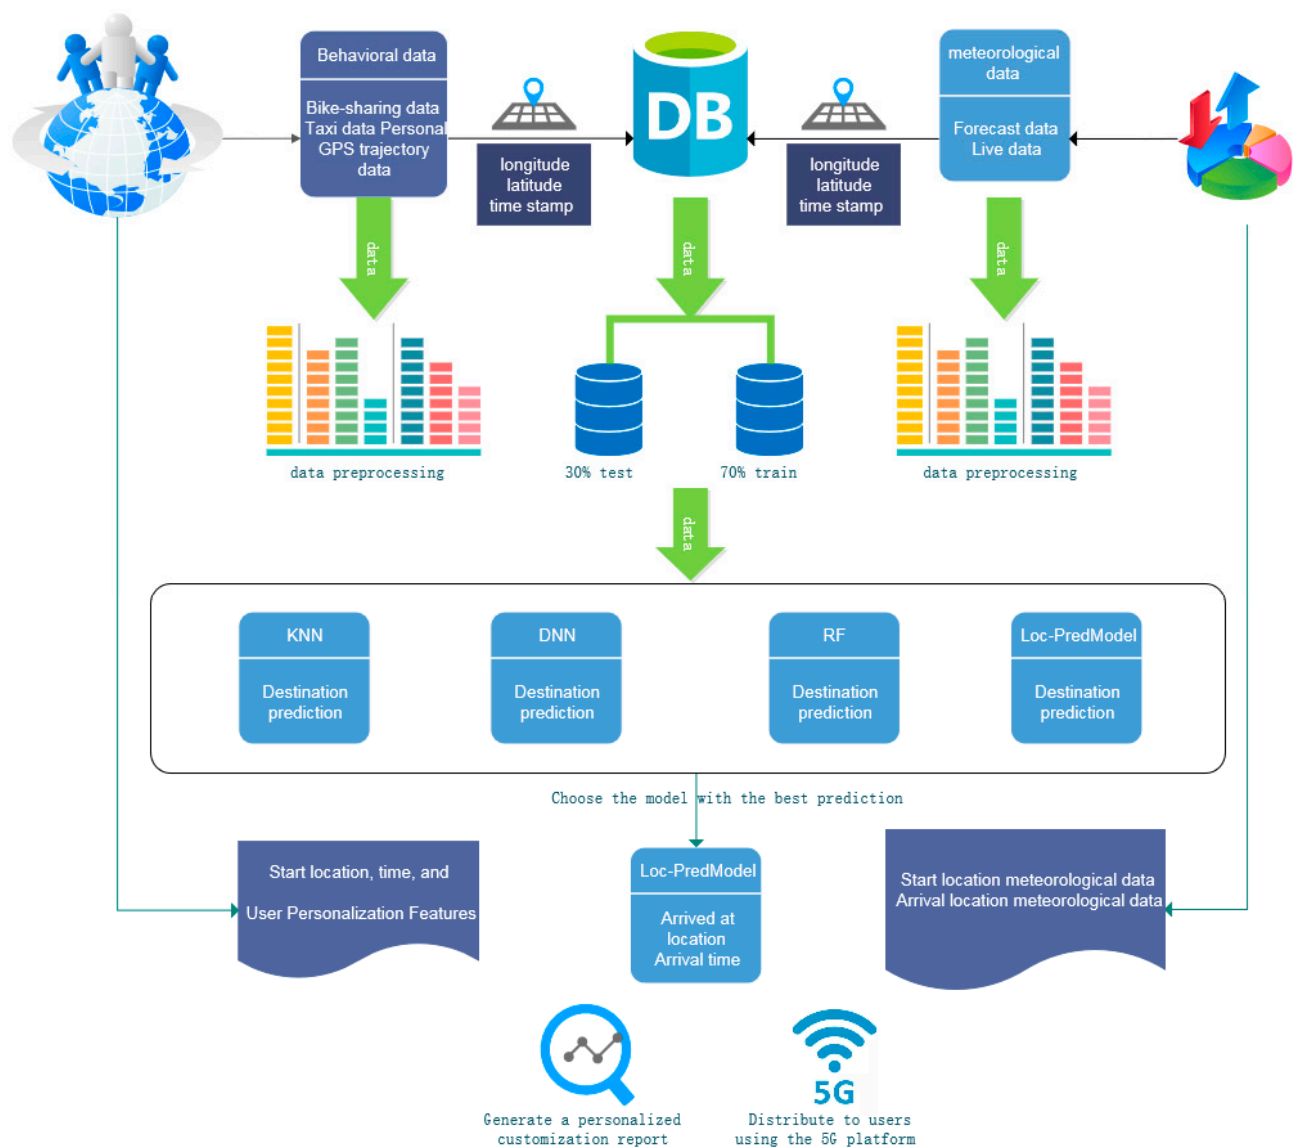 Behavioral data
Bike-sharing data
Taxi data Personal
GPS trajectory
data
DB
meteorological
data
Forecast data
Live data
longitude
latitude
time stamp
longitude
latitude
time stamp
data
data
data
data preprocessing
30% test
70% train
data preprocessing
data
KNN
Destination
prediction
DNN
Destination
prediction
RF
Destination
prediction
Loc-PredModel
Destination
prediction
Choose the model with the best prediction
Start location, time, and
User Personalization Features
Loc-PredModel
Arrived at
location
Arrival time
Start location meteorological data
Arrival location meteorological data
5G
Generate a personalized
customization report
Distribute to users
using the 5G platform